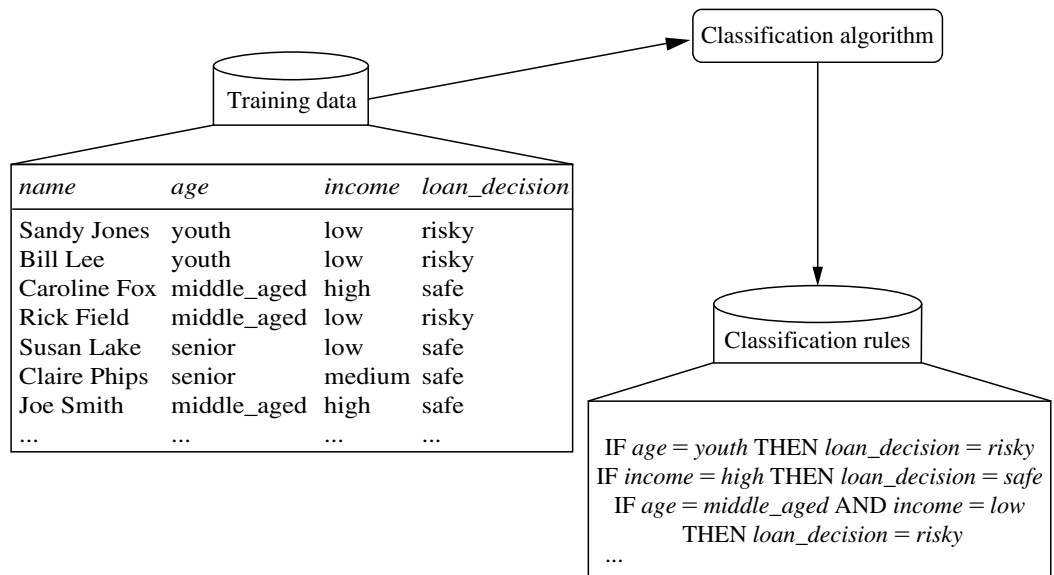 Classification algorithm
Training data
name age income loan_decision
Sandy Jones youth low risky
Bill Lee youth low risky
Caroline Fox middle_aged high safe
Rick Field middle_aged low risky
Susan Lake senior low safe
Claire Phips senior medium safe
Joe Smith middle_aged high safe
... ... ... ...
Classification rules
IF age = youth THEN loan_decision = risky
IF income = high THEN loan_decision = safe
IF age = middle_aged AND income = low
THEN loan_decision = risky
...